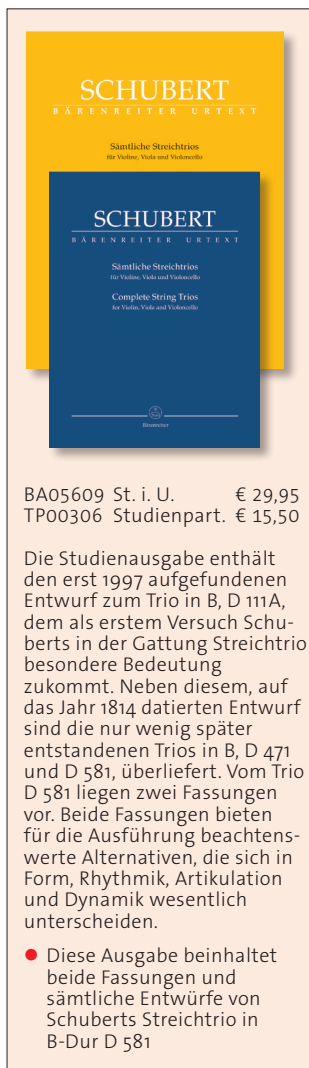 SCHUBERT
BÄRENREITER URTEXT
Sämtliche Streichtrios
für Violine, Viola und Violoncello
SCHUBERT
BÄRENREITER URTEXT
Sämtliche Streichtrios
für Violine, Viola und Violoncello
Complete String Trios
for Violin, Viola and Violoncello
Bärenreiter
BA05609 St. i. U. € 29,95
TP00306 Studienpart. € 15,50
Die Studienausgabe enthält
den erst 1997 aufgefundenen
Entwurf zum Trio in B, D 111A,
dem als erstem Versuch Schu-
berts in der Gattung Streichtrio
besondere Bedeutung
zukommt. Neben diesem, auf
das Jahr 1814 datierten Entwurf
sind die nur wenig später
entstandenen Trios in B, D 471
und D 581, überliefert. Vom Trio
D 581 liegen zwei Fassungen
vor. Beide Fassungen bieten
für die Ausführung beachtens-
werte Alternativen, die sich in
Form, Rhythmik, Artikulation
und Dynamik wesentlich
unterscheiden.
• Diese Ausgabe beinhaltet
beide Fassungen und
sämtliche Entwürfe von
Schuberts Streichtrio in
B-Dur D 581